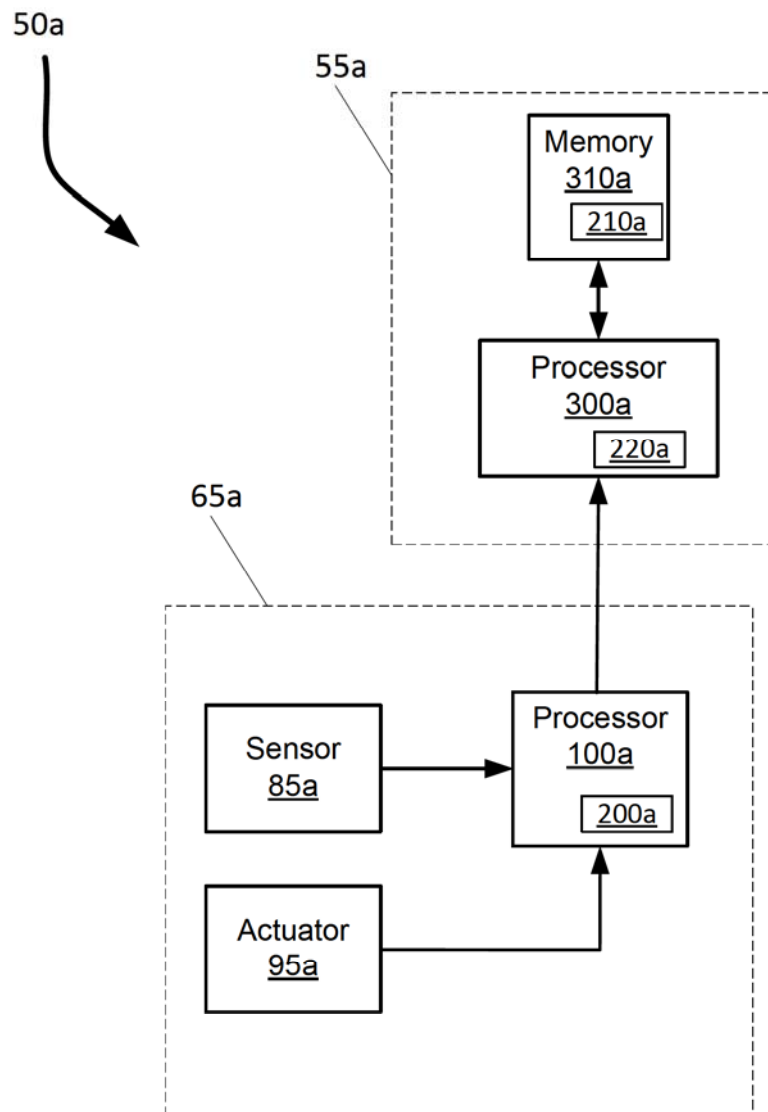 50a
55a
Memory
310a
210a
Processor
300a
220a
65a
Processor
100a
200a
Sensor
85a
Actuator
95a